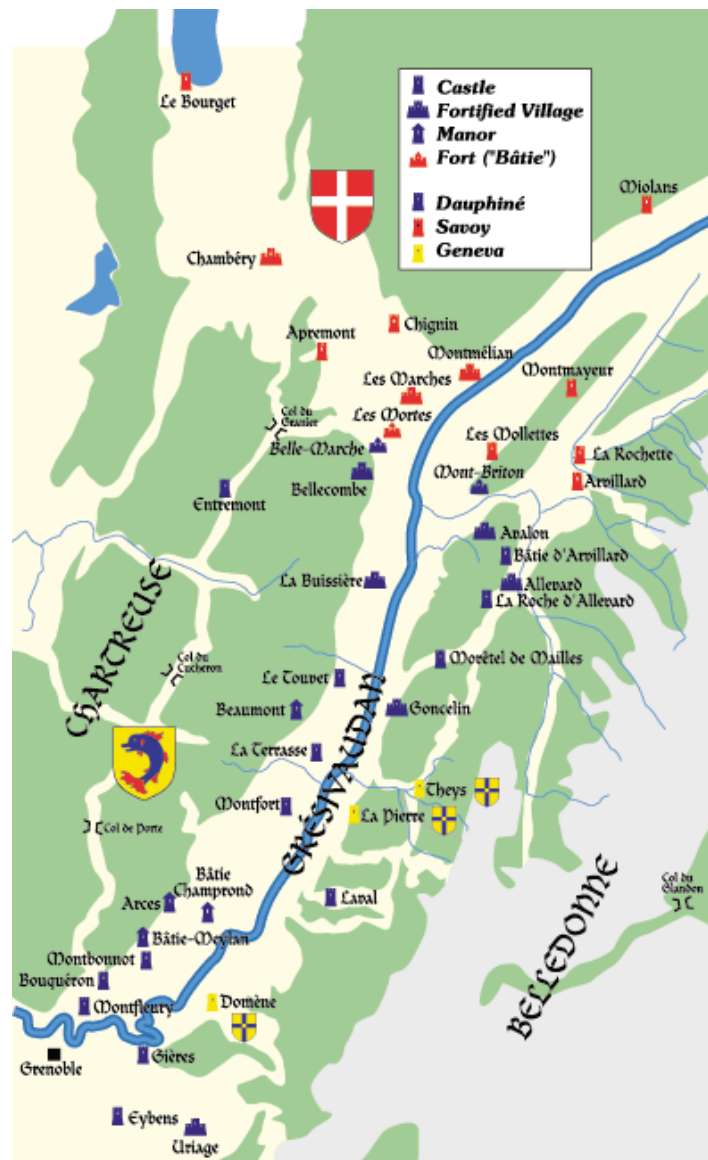 Le Bourget
Castle
Fortified Village
Manor
Fort ("Bâtie")
Dauphiné
Savoy
Geneva
Miolans
Chambéry
Chignin
Apremont
Montmélian
Les Marches
Montmayeur
Les Mortes
Col du
Granier
Belle-Marche
Les Mollettes
La Rochette
Bellecombe
Mont-Briton
Arvillard
Entremont
Avalon
Bâtie d'Arvillard
La Buissière
Allevard
La Roche d'Allevard
CHARTREUSE
Col du
Cucheron
Morêtel de Mailles
Le Touvet
Beaumont
Goncelin
GRÉSIVAUDAN
La Terrasse
Theys
Montfort
La Pierre
Col de Porte
Bâtie
Champrond
Arces
Laval
Col du
Glandon
BELLEDONNE
Bâtie-Meylan
Montbonnot
Bouquéron
Montfleury
Domène
Grenoble
Gières
Eybens
Uriage